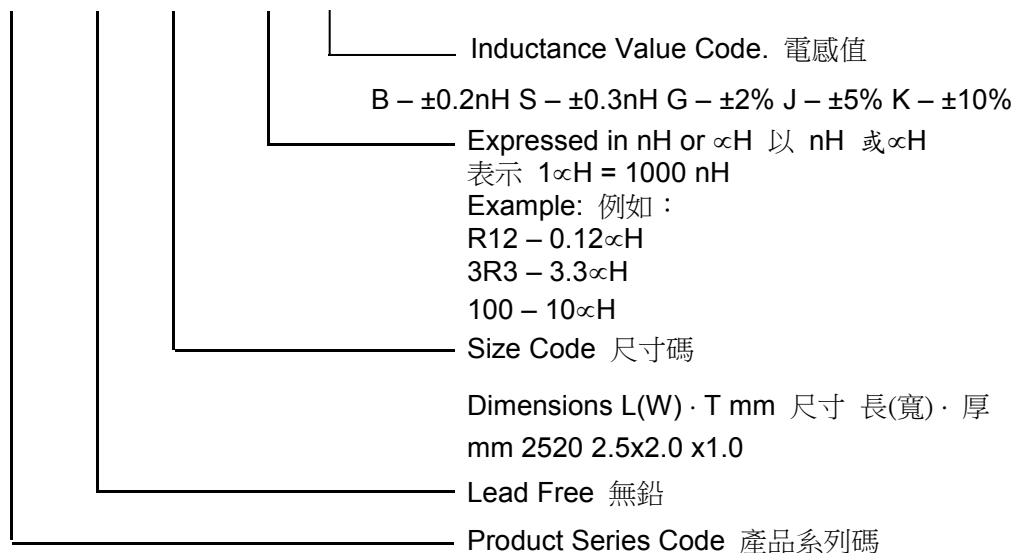 Inductance Value Code. 電感值
B – ±0.2nH S – ±0.3nH G – ±2% J – ±5% K – ±10%
Expressed in nH or ∝H 以 nH 或∝H
表示 1∝H = 1000 nH
Example: 例如：
R12 – 0.12∝H
3R3 – 3.3∝H
100 – 10∝H
Size Code 尺寸碼
Dimensions L(W) · T mm 尺寸 長(寬) · 厚
mm 2520 2.5x2.0 x1.0
Lead Free 無鉛
Product Series Code 產品系列碼